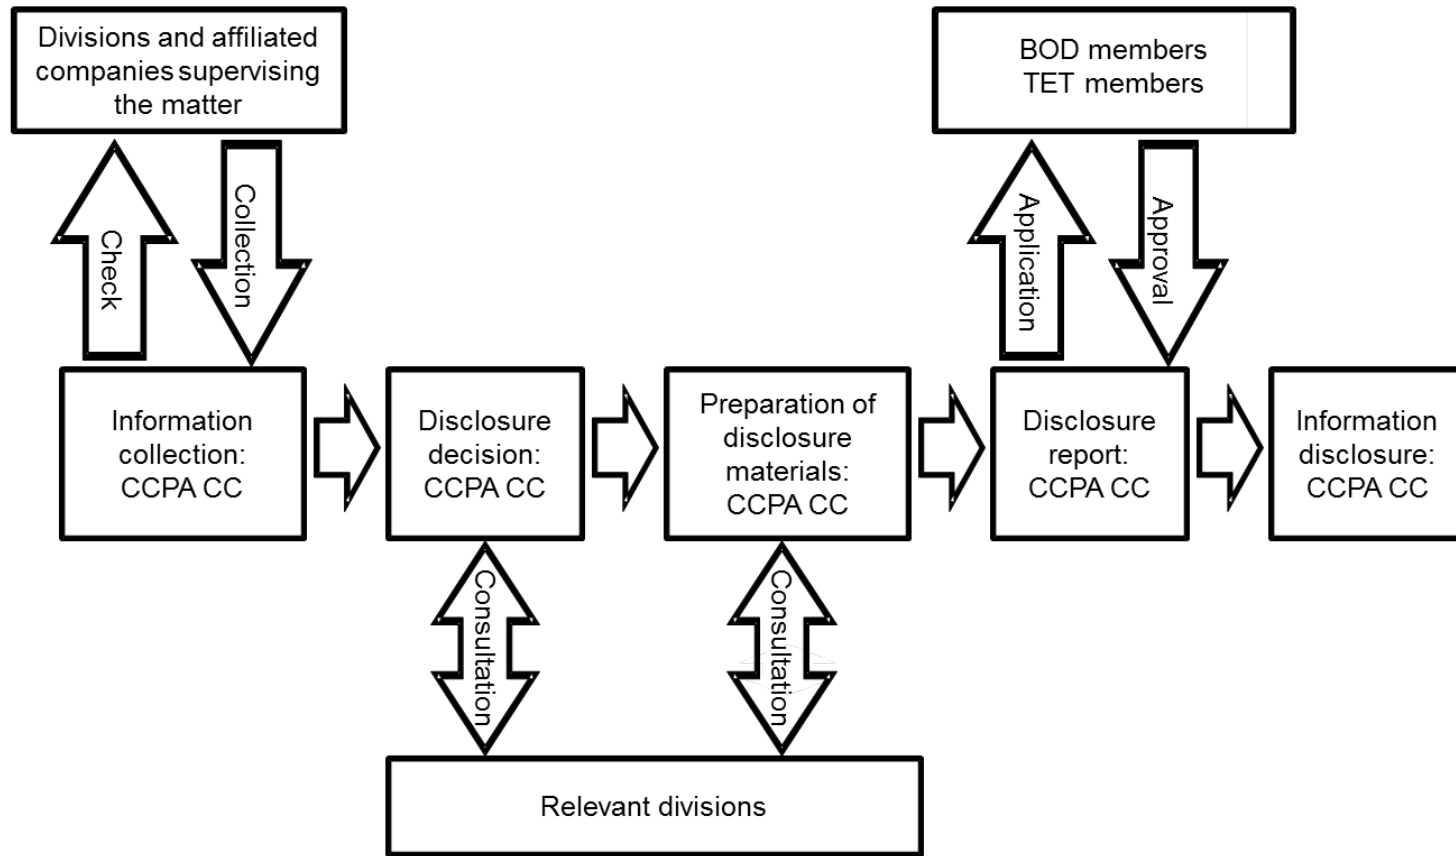 Divisions and affiliated
companies supervising
the matter
BOD members
TET members
Check
Collection
Application
Approval
Information
collection:
CCPA CC
Disclosure
decision:
CCPA CC
Preparation of
disclosure
materials:
CCPA CC
Disclosure
report:
CCPA CC
Information
disclosure:
CCPA CC
Consultation
Consultation
Relevant divisions